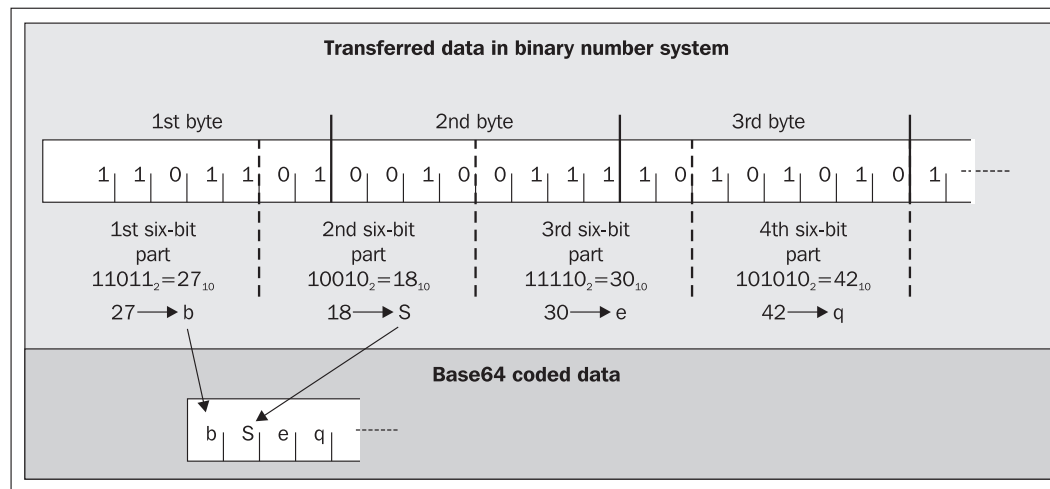 Transferred data in binary number system
1st byte 2nd byte 3rd byte
1 1 0 1 1 0 1 0 0 1 0 0 1 1 1 1 0 1 0 1 0 1 0 1
1st six-bit 2nd six-bit 3rd six-bit 4th six-bit
part part part part
11011₂=27₁₀ 10010₂=18₁₀ 11110₂=30₁₀ 101010₂=42₁₀
27 → b 18 → S 30 → e 42 → q
Base64 coded data
b S e q